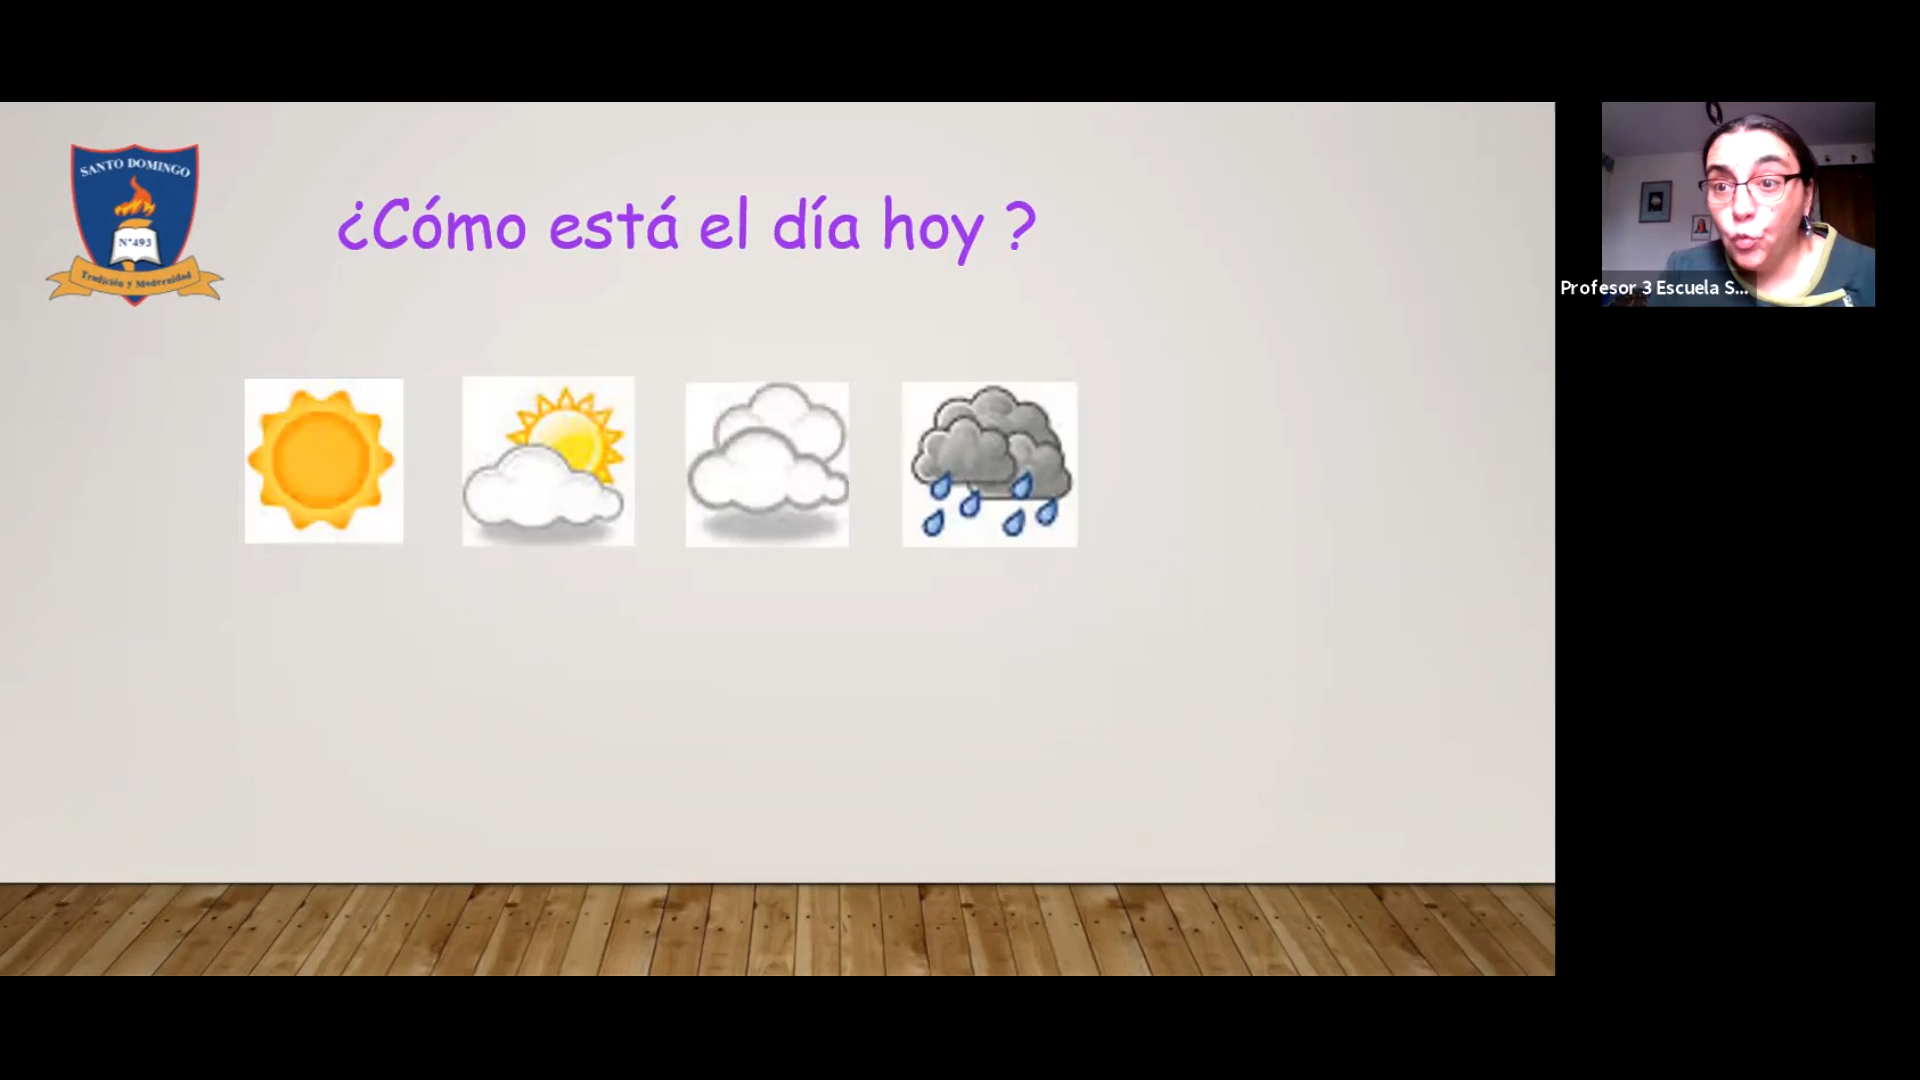 SANTO DOMINGO
N°493
Tradición y Modernidad
¿Cómo está el día hoy ?
Profesor 3 Escuela S...